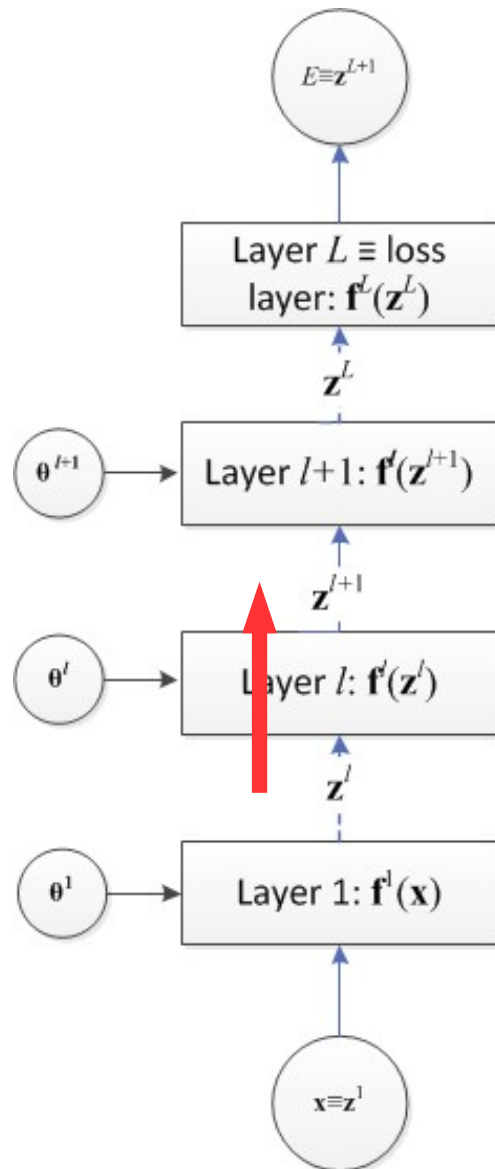 E≡z^{L+1}
Layer L ≡ loss
layer: f^L(z^L)
z^L
θ^{l+1}
Layer l+1: f^l(z^{l+1})
z^{l+1}
θ^l
Layer l: f^l(z^l)
z^l
θ^1
Layer 1: f^1(x)
x≡z^1